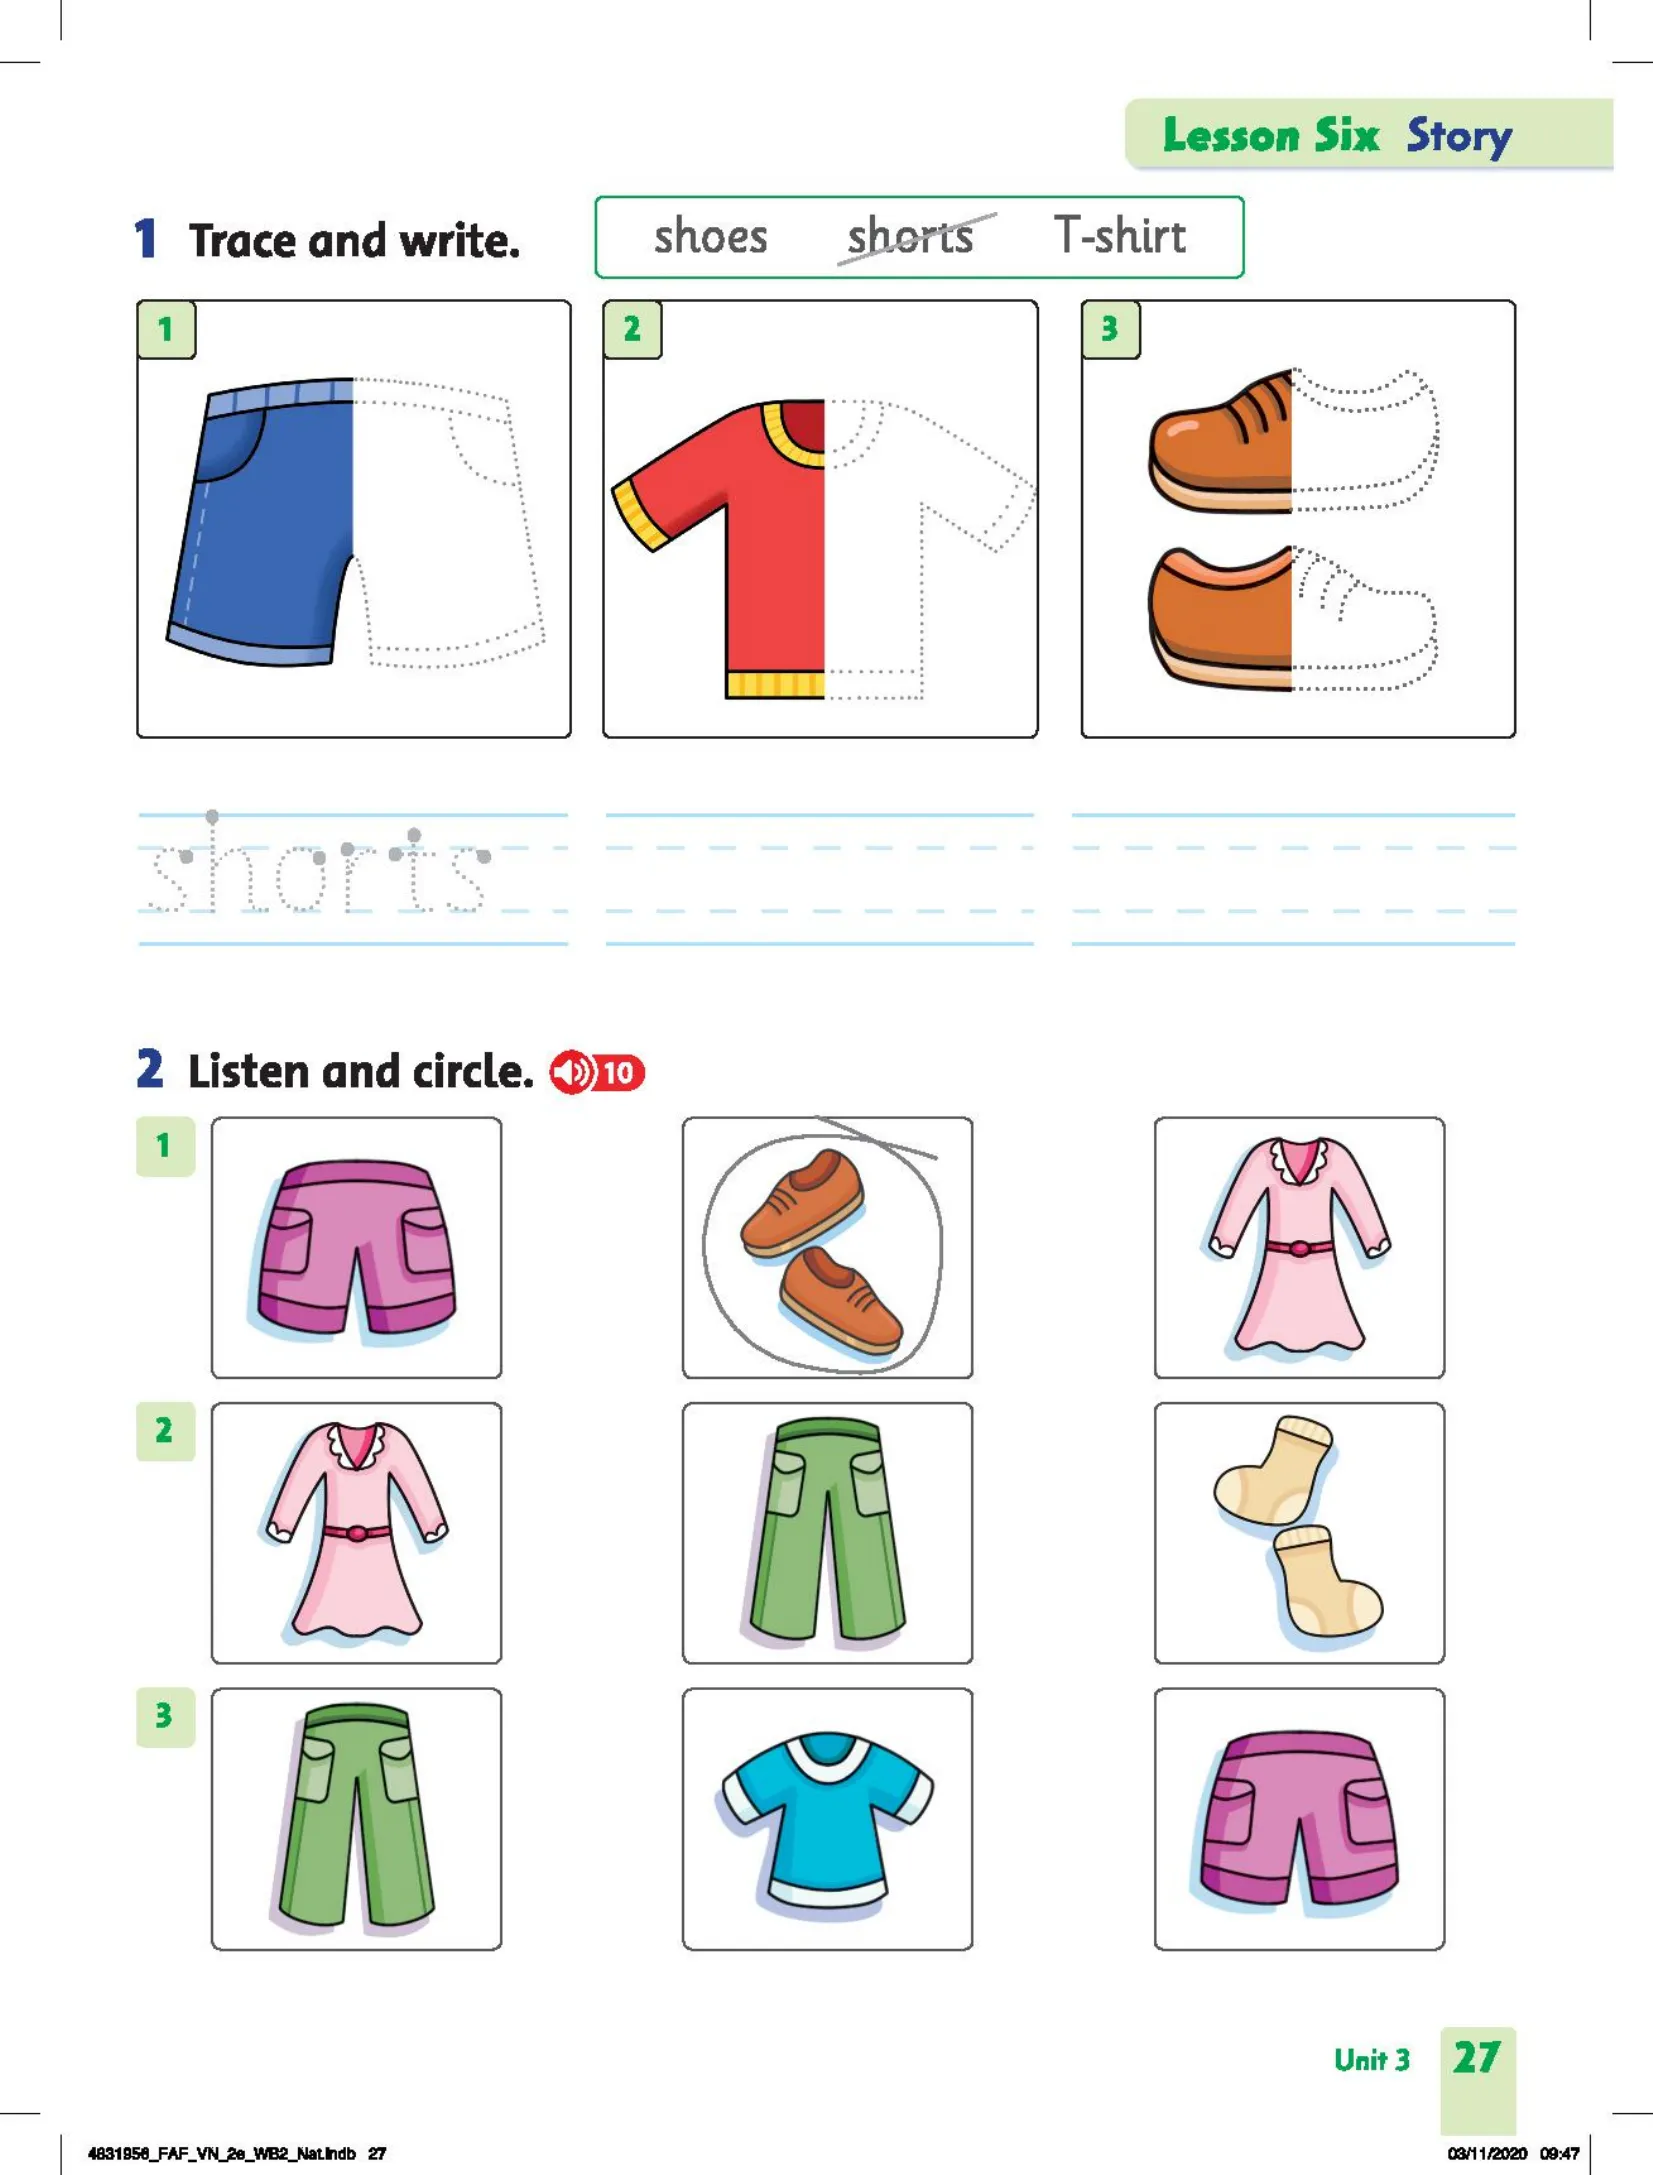 Lesson Six Story
1 Trace and write.
shoes shorts T-shirt
1 2 3
shorts
2 Listen and circle. 10
1
2
3
Unit 3 27
4831956_FAF_VN_2e_WB2_Nat.indb 27 03/11/2020 09:47